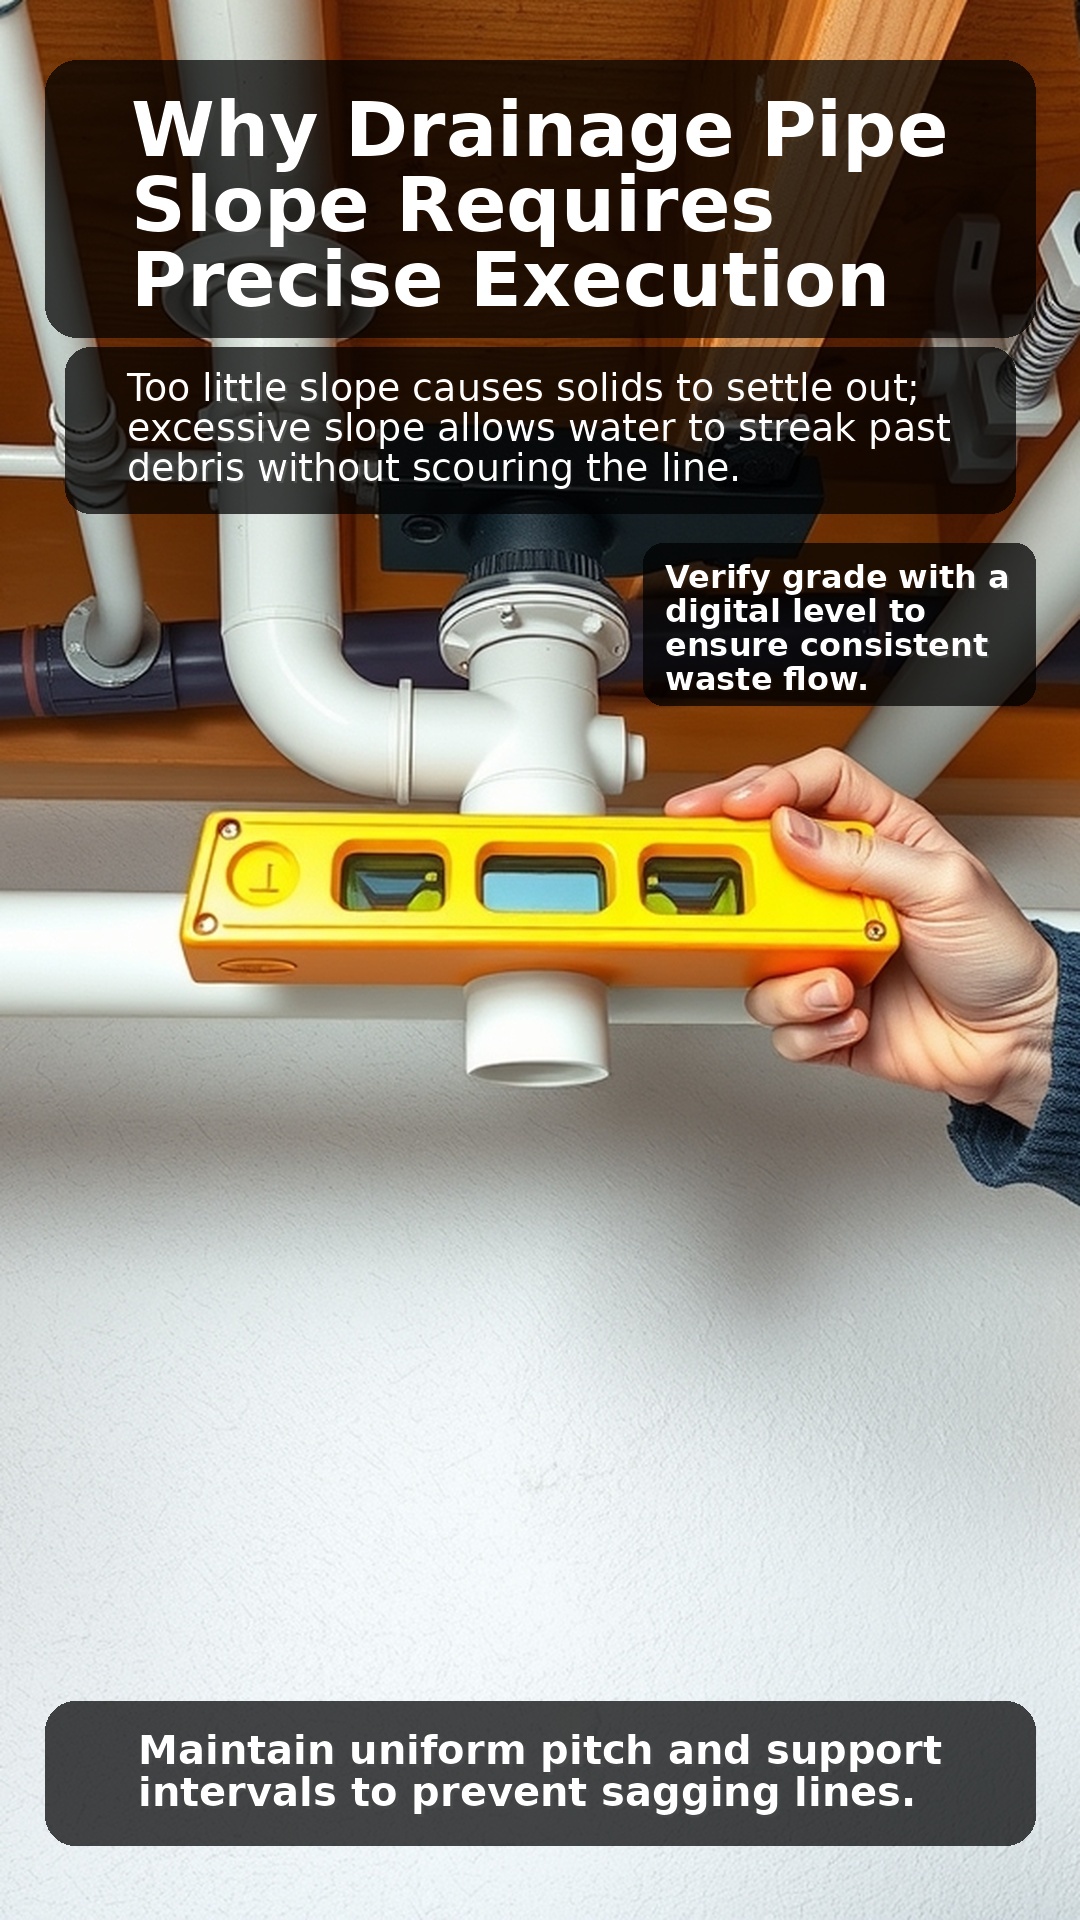 Why Drainage Pipe
Slope Requires
Precise Execution
Too little slope causes solids to settle out;
excessive slope allows water to streak past
debris without scouring the line.
Verify grade with a
digital level to
ensure consistent
waste flow.
Maintain uniform pitch and support
intervals to prevent sagging lines.